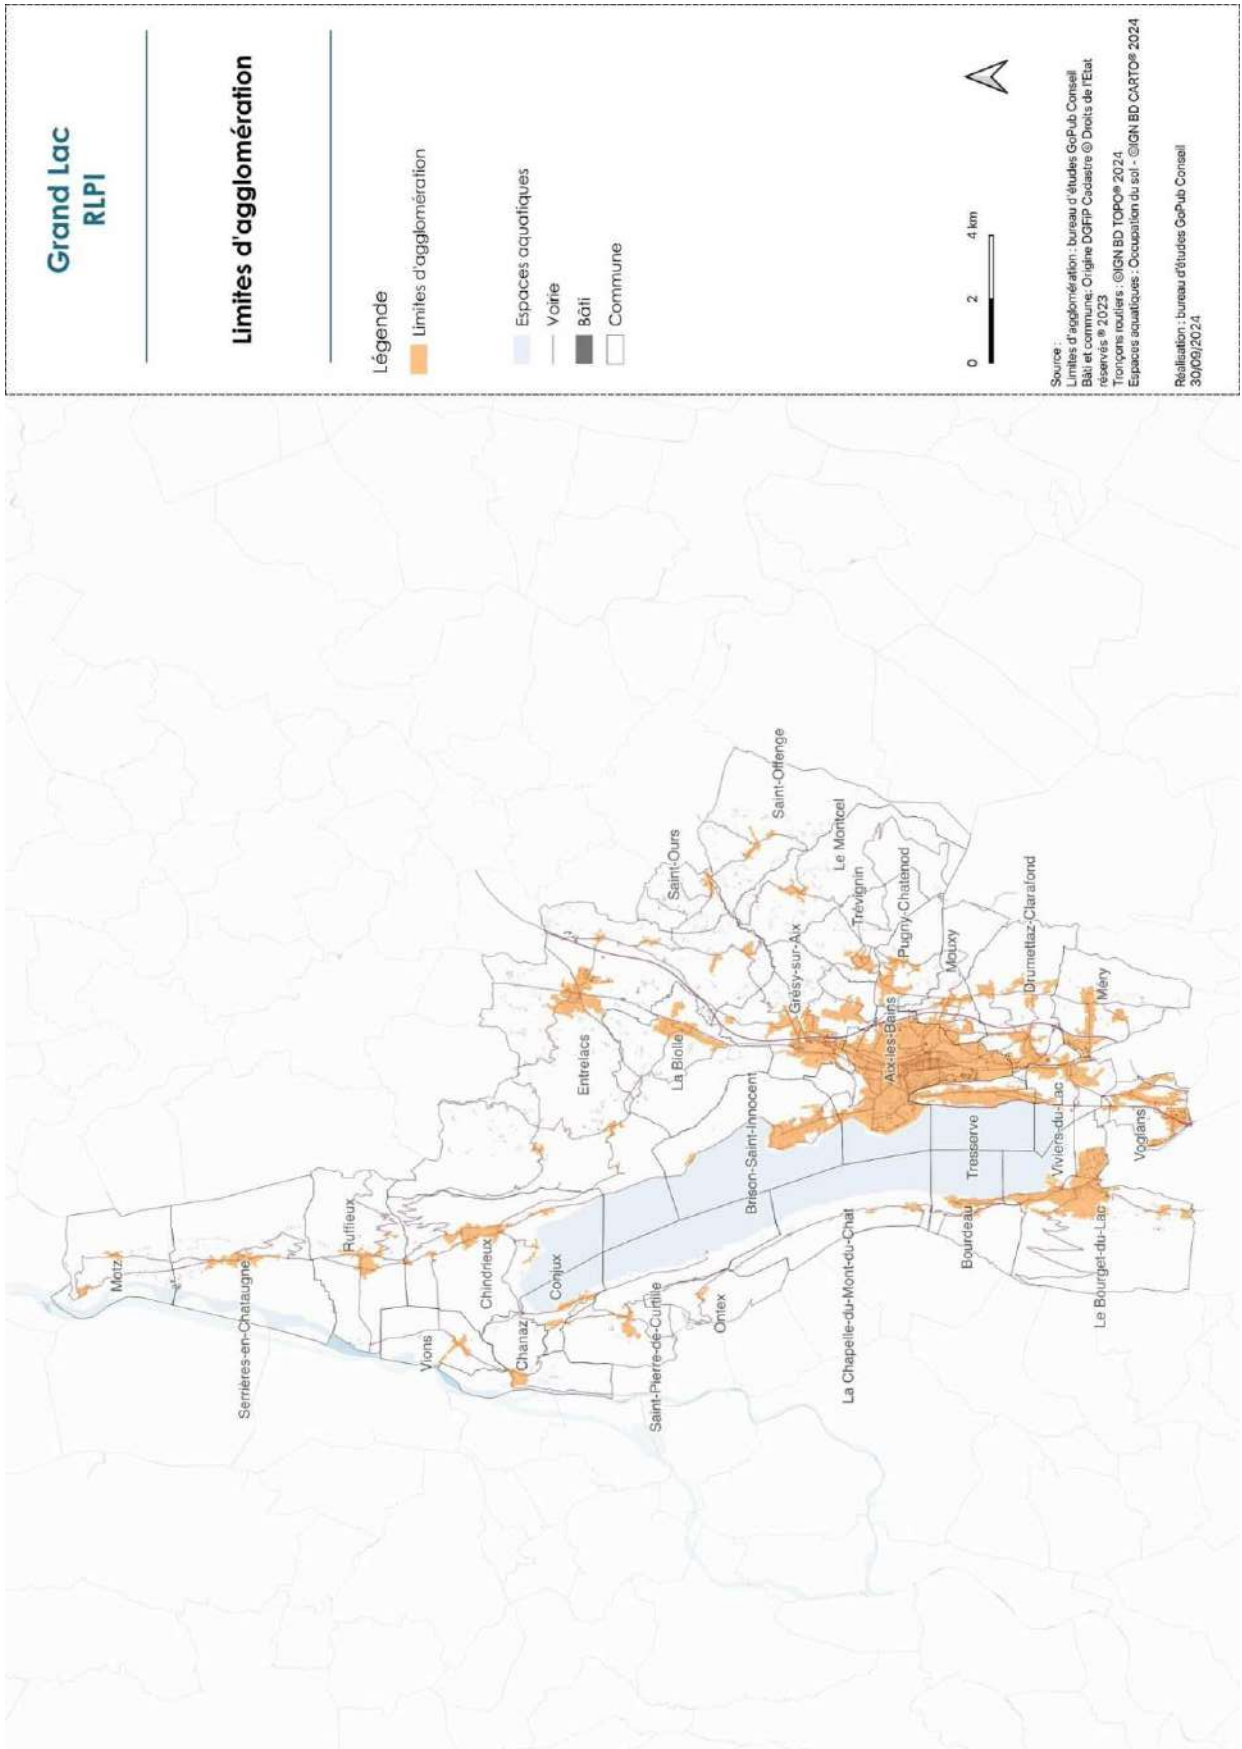 Grand Lac
RLPI
Limites d'agglomération
Légende
Limites d'agglomération
Espaces aquatiques
Voirie
Bâti
Commune
0 2 4 km
Source :
Limites d'agglomération : bureau d'études GoPub Conseil
Bâti et commune: Origine DGFiP Cadastre © Droits de l'Etat
réservés ® 2023
Tronçons routiers : ©IGN BD TOPO® 2024
Espaces aquatiques : Occupation du sol - ©IGN BD CARTO® 2024
Réalisation : bureau d'études GoPub Conseil
30/09/2024
Motz
Serrières-en-Chautagne
Ruffieux
Vions
Chindrieux
Chanaz
Conjux
Entrelacs
Saint-Pierre-de-Curtille
La Biolle
Saint-Ours
Ontex
Brison-Saint-Innocent
Saint-Offenge
Grésy-sur-Aix
Le Montcel
La Chapelle-du-Mont-du-Chat
Trévignin
Aix-les-Bains
Pugny-Chatenod
Mouxy
Bourdeau
Tresserve
Drumettaz-Clarafond
Viviers-du-Lac
Le Bourget-du-Lac
Méry
Voglans